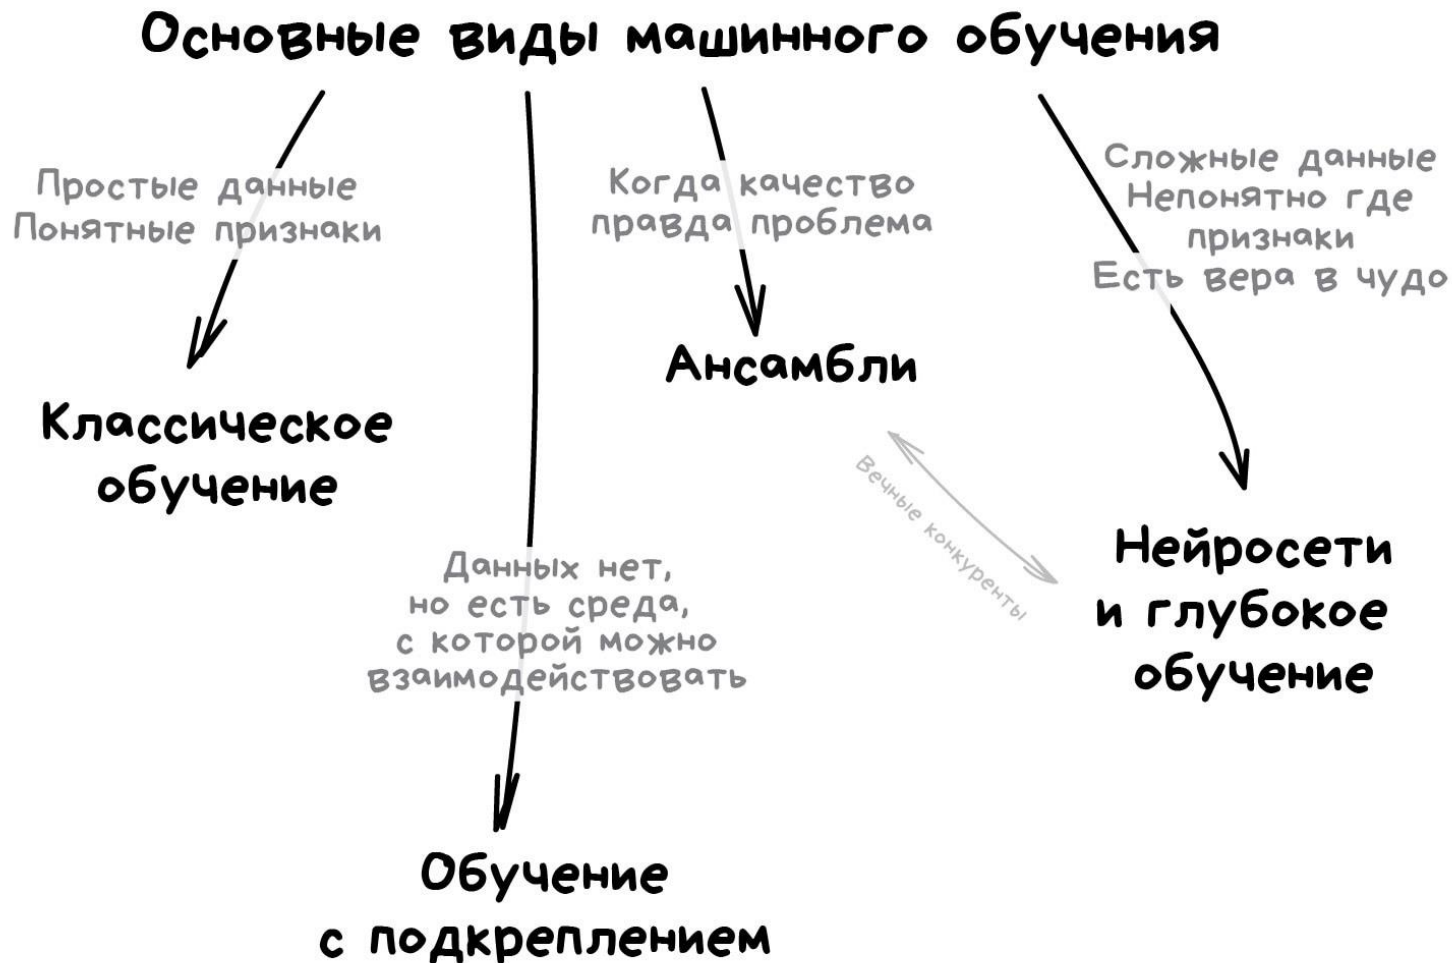 Основные виды машинного обучения
Простые данные
Понятные признаки
Классическое
обучение
Данных нет,
но есть среда,
с которой можно
взаимодействовать
Обучение
с подкреплением
Когда качество
правда проблема
Ансамбли
Вечные конкуренты
Сложные данные
Непонятно где
признаки
Есть вера в чудо
Нейросети
и глубокое
обучение